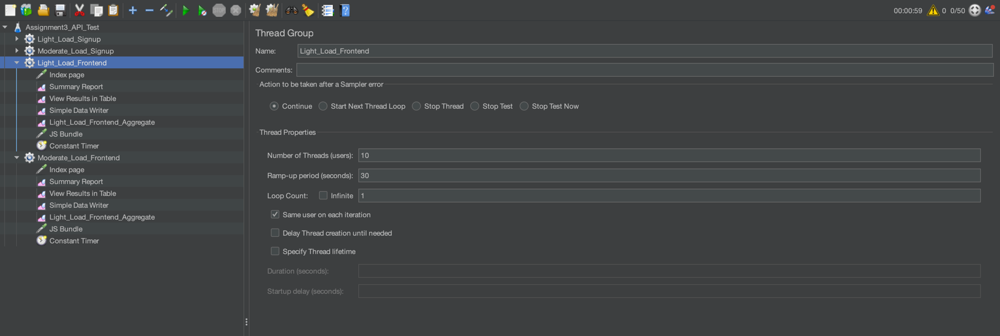 00:00:59 0 0/50
Assignment3_API_Test
Light_Load_Signup
Moderate_Load_Signup
Light_Load_Frontend
Index page
Summary Report
View Results in Table
Simple Data Writer
Light_Load_Frontend_Aggregate
JS Bundle
Constant Timer
Moderate_Load_Frontend
Index page
Summary Report
View Results in Table
Simple Data Writer
Light_Load_Frontend_Aggregate
JS Bundle
Constant Timer
Thread Group
Name: Light_Load_Frontend
Comments:
Action to be taken after a Sampler error
Continue Start Next Thread Loop Stop Thread Stop Test Stop Test Now
Thread Properties
Number of Threads (users): 10
Ramp-up period (seconds): 30
Loop Count: Infinite 1
Same user on each iteration
Delay Thread creation until needed
Specify Thread lifetime
Duration (seconds):
Startup delay (seconds):